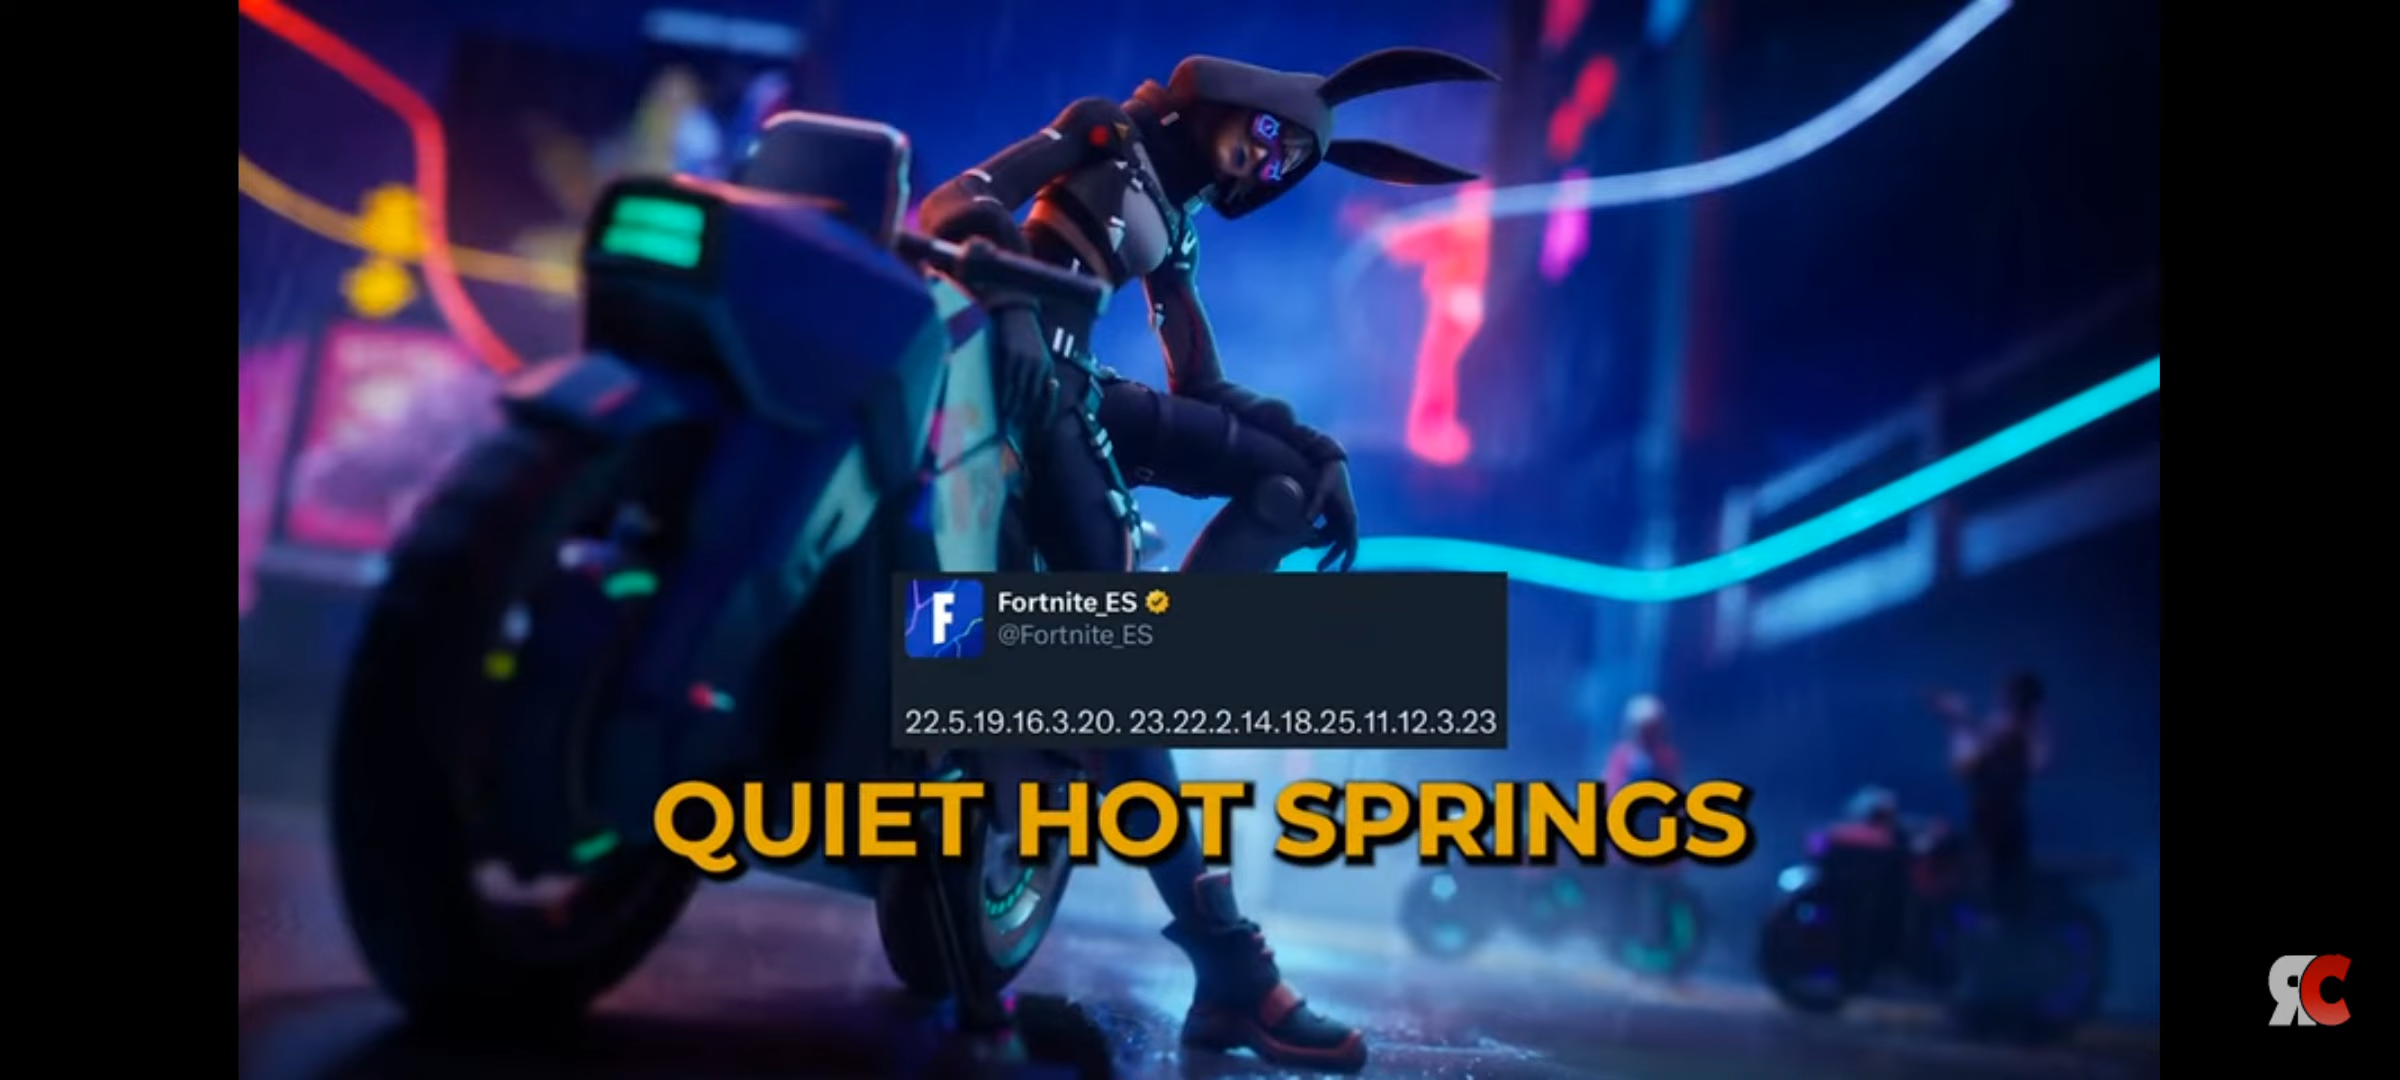 F
Fortnite_ES
@Fortnite_ES
22.5.19.16.3.20. 23.22.2.14.18.25.11.12.3.23
QUIET HOT SPRINGS
RC